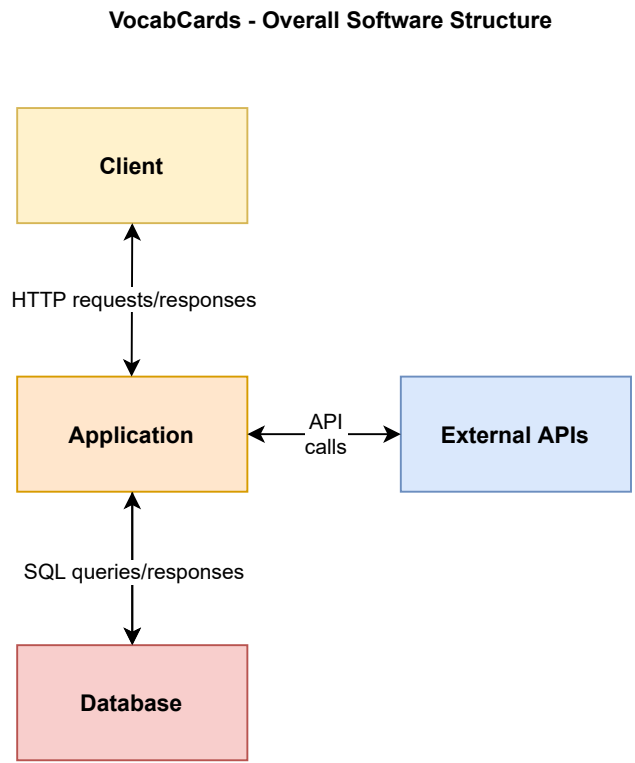 VocabCards - Overall Software Structure
Client
HTTP requests/responses
Application
API
calls
External APIs
SQL queries/responses
Database